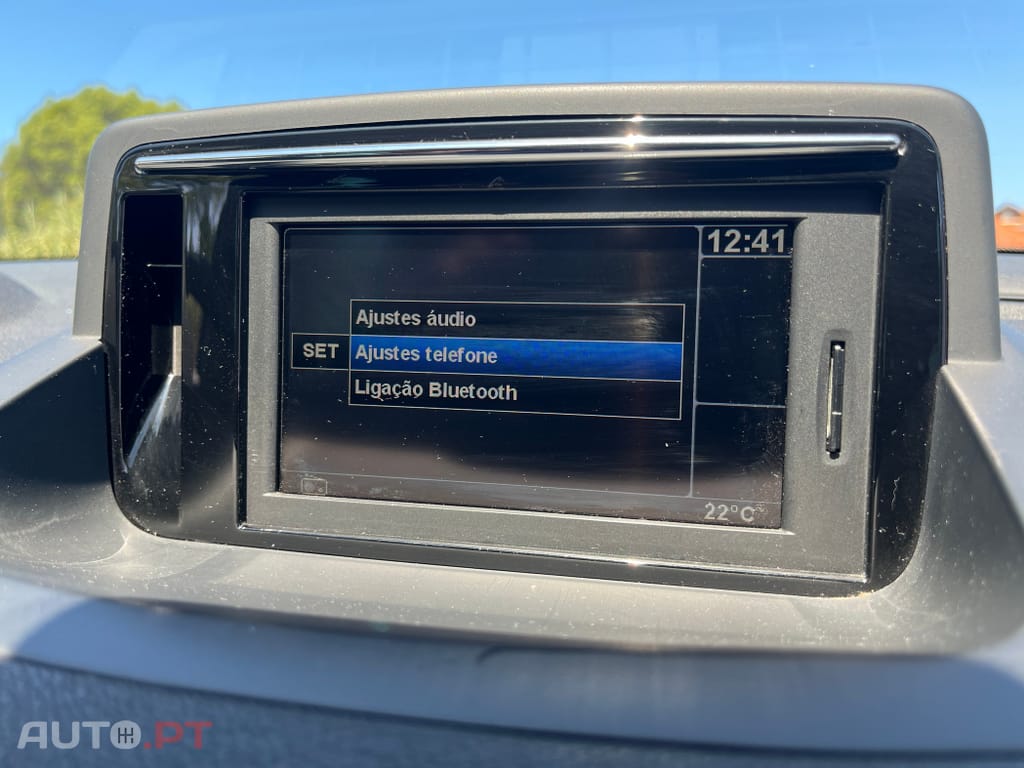 12:41
Ajustes áudio
SET
Ajustes telefone
Ligação Bluetooth
22°C
AUTO.PT